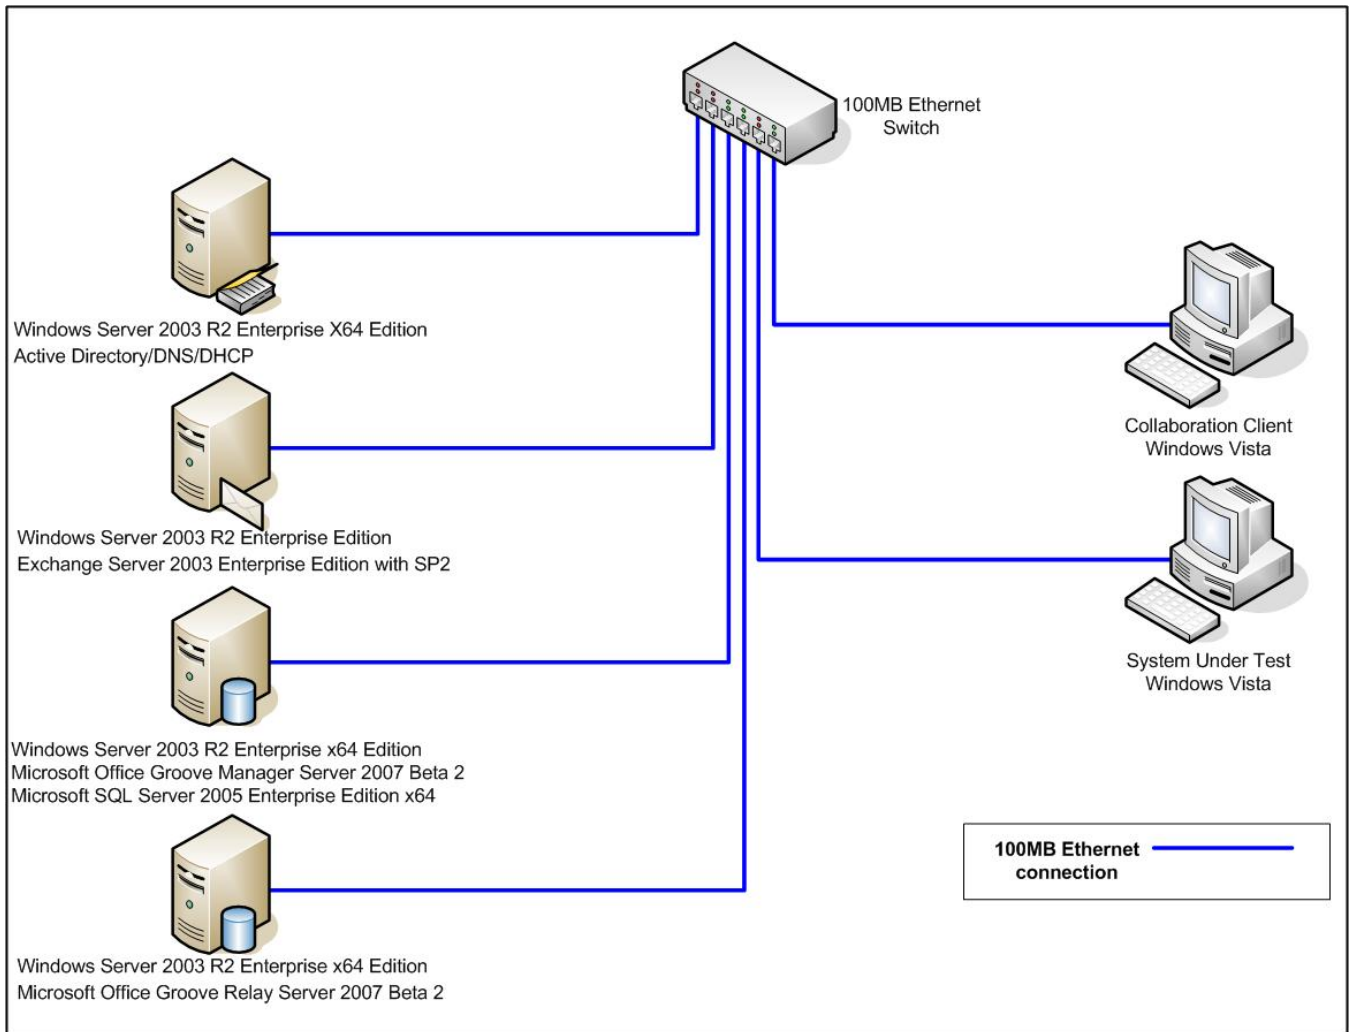 100MB Ethernet
Switch
Windows Server 2003 R2 Enterprise X64 Edition
Active Directory/DNS/DHCP
Windows Server 2003 R2 Enterprise Edition
Exchange Server 2003 Enterprise Edition with SP2
Windows Server 2003 R2 Enterprise x64 Edition
Microsoft Office Groove Manager Server 2007 Beta 2
Microsoft SQL Server 2005 Enterprise Edition x64
Windows Server 2003 R2 Enterprise x64 Edition
Microsoft Office Groove Relay Server 2007 Beta 2
Collaboration Client
Windows Vista
System Under Test
Windows Vista
100MB Ethernet
connection